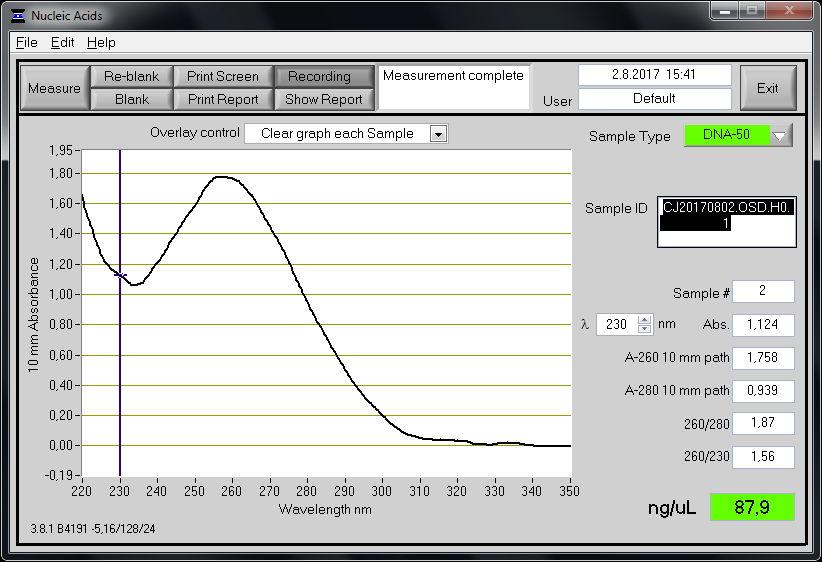 Nucleic Acids
File Edit Help
Measure
Re-blank
Print Screen
Recording
Blank
Print Report
Show Report
Measurement complete
2.8.2017 15:41
User
Default
Exit
Overlay control
Clear graph each Sample
Sample Type
DNA-50
Sample ID
CJ20170802.OSD.H0.
1
Sample #
2
λ 230 nm
Abs.
1,124
A-260 10 mm path
1,758
A-280 10 mm path
0,939
260/280
1,87
260/230
1,56
ng/uL
87,9
10 mm Absorbance
1,95
1,80
1,60
1,40
1,20
1,00
0,80
0,60
0,40
0,20
0,00
-0,19
220 230 240 250 260 270 280 290 300 310 320 330 340 350
Wavelength nm
3.8.1 B4191 -5,16/128/24